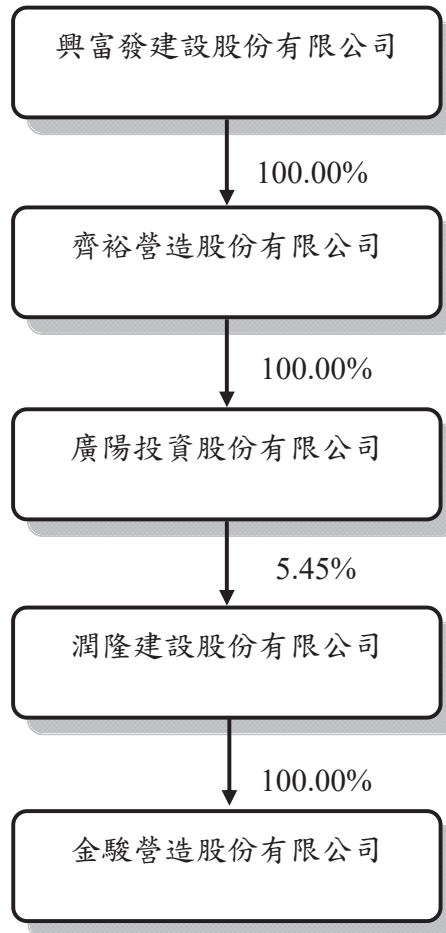 興富發建設股份有限公司
100.00%
齊裕營造股份有限公司
100.00%
廣陽投資股份有限公司
5.45%
潤隆建設股份有限公司
100.00%
金駿營造股份有限公司